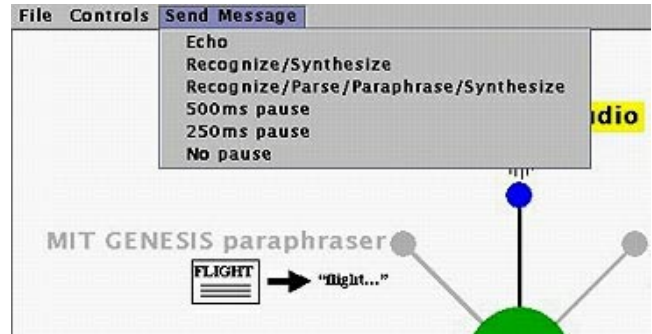 File Controls Send Message
Echo
Recognize/Synthesize
Recognize/Parse/Paraphrase/Synthesize
500ms pause
250ms pause
No pause
MIT GENESIS paraphraser
FLIGHT
"flight..."